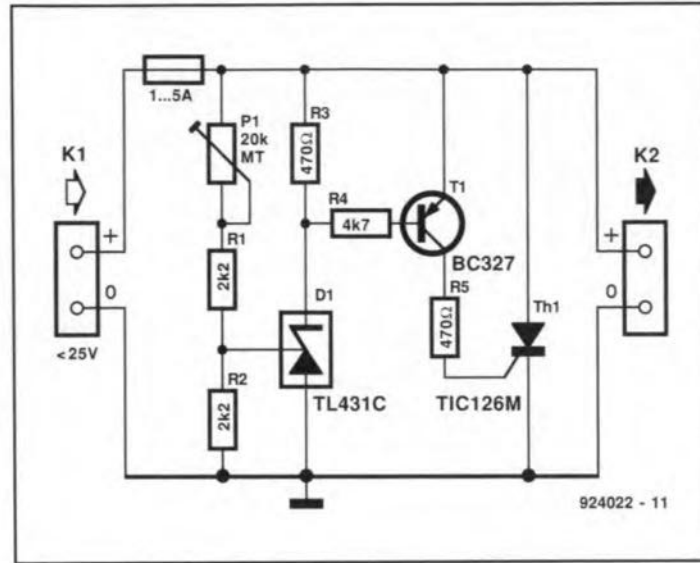 1...5A
P1
20k
MT
R3
470Ω
K1
K2
T1
R4
4k7
+
+
R1
2k2
BC327
0
D1
R5
470Ω
Th1
0
<25V
R2
2k2
TL431C
TIC126M
924022 - 11